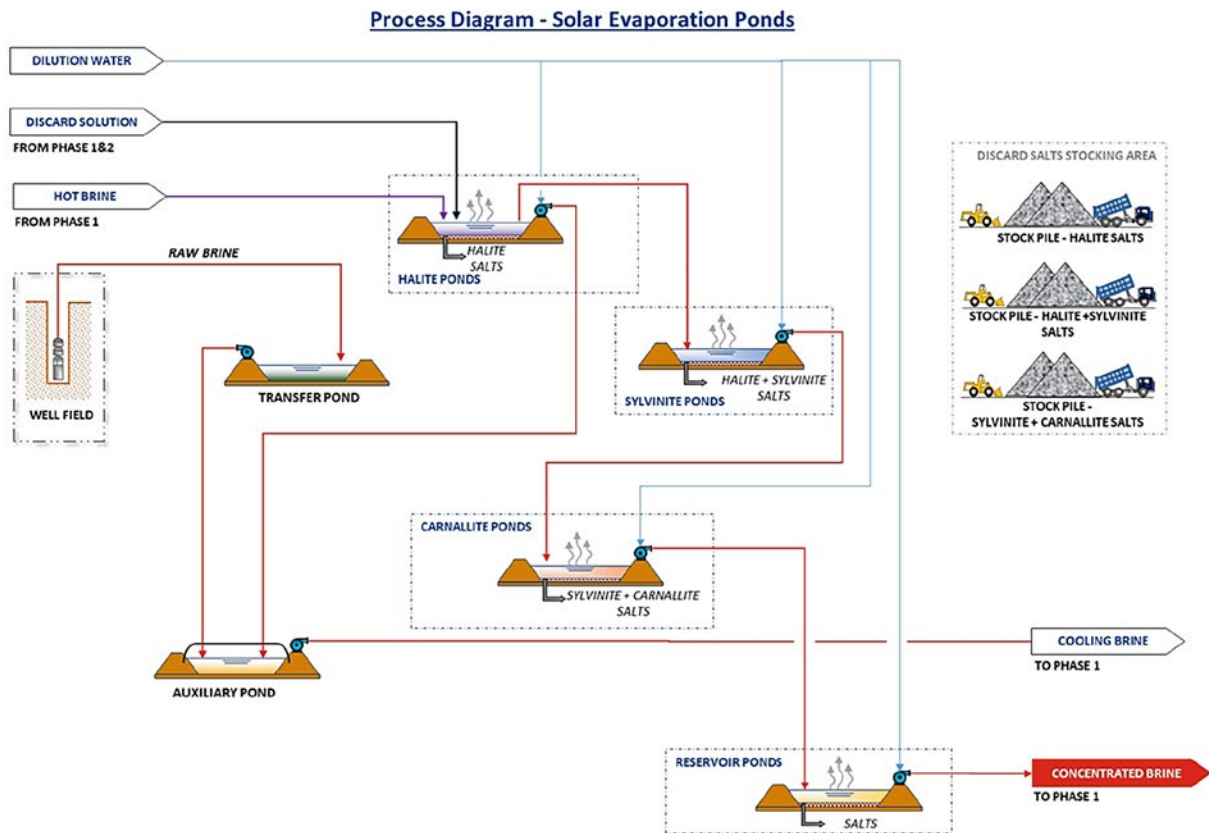 Process Diagram - Solar Evaporation Ponds
DILUTION WATER
DISCARD SOLUTION
FROM PHASE 1&2
HOT BRINE
FROM PHASE 1
RAW BRINE
WELL FIELD
TRANSFER POND
HALITE
SALTS
HALITE PONDS
HALITE + SYLVINITE
SALTS
SYLVINITE PONDS
DISCARD SALTS STOCKING AREA
STOCK PILE - HALITE SALTS
STOCK PILE - HALITE +SYLVINITE
SALTS
STOCK PILE -
SYLVINITE + CARNALLITE SALTS
CARNALLITE PONDS
SYLVINITE + CARNALLITE
SALTS
AUXILIARY POND
COOLING BRINE
TO PHASE 1
RESERVOIR PONDS
SALTS
CONCENTRATED BRINE
TO PHASE 1